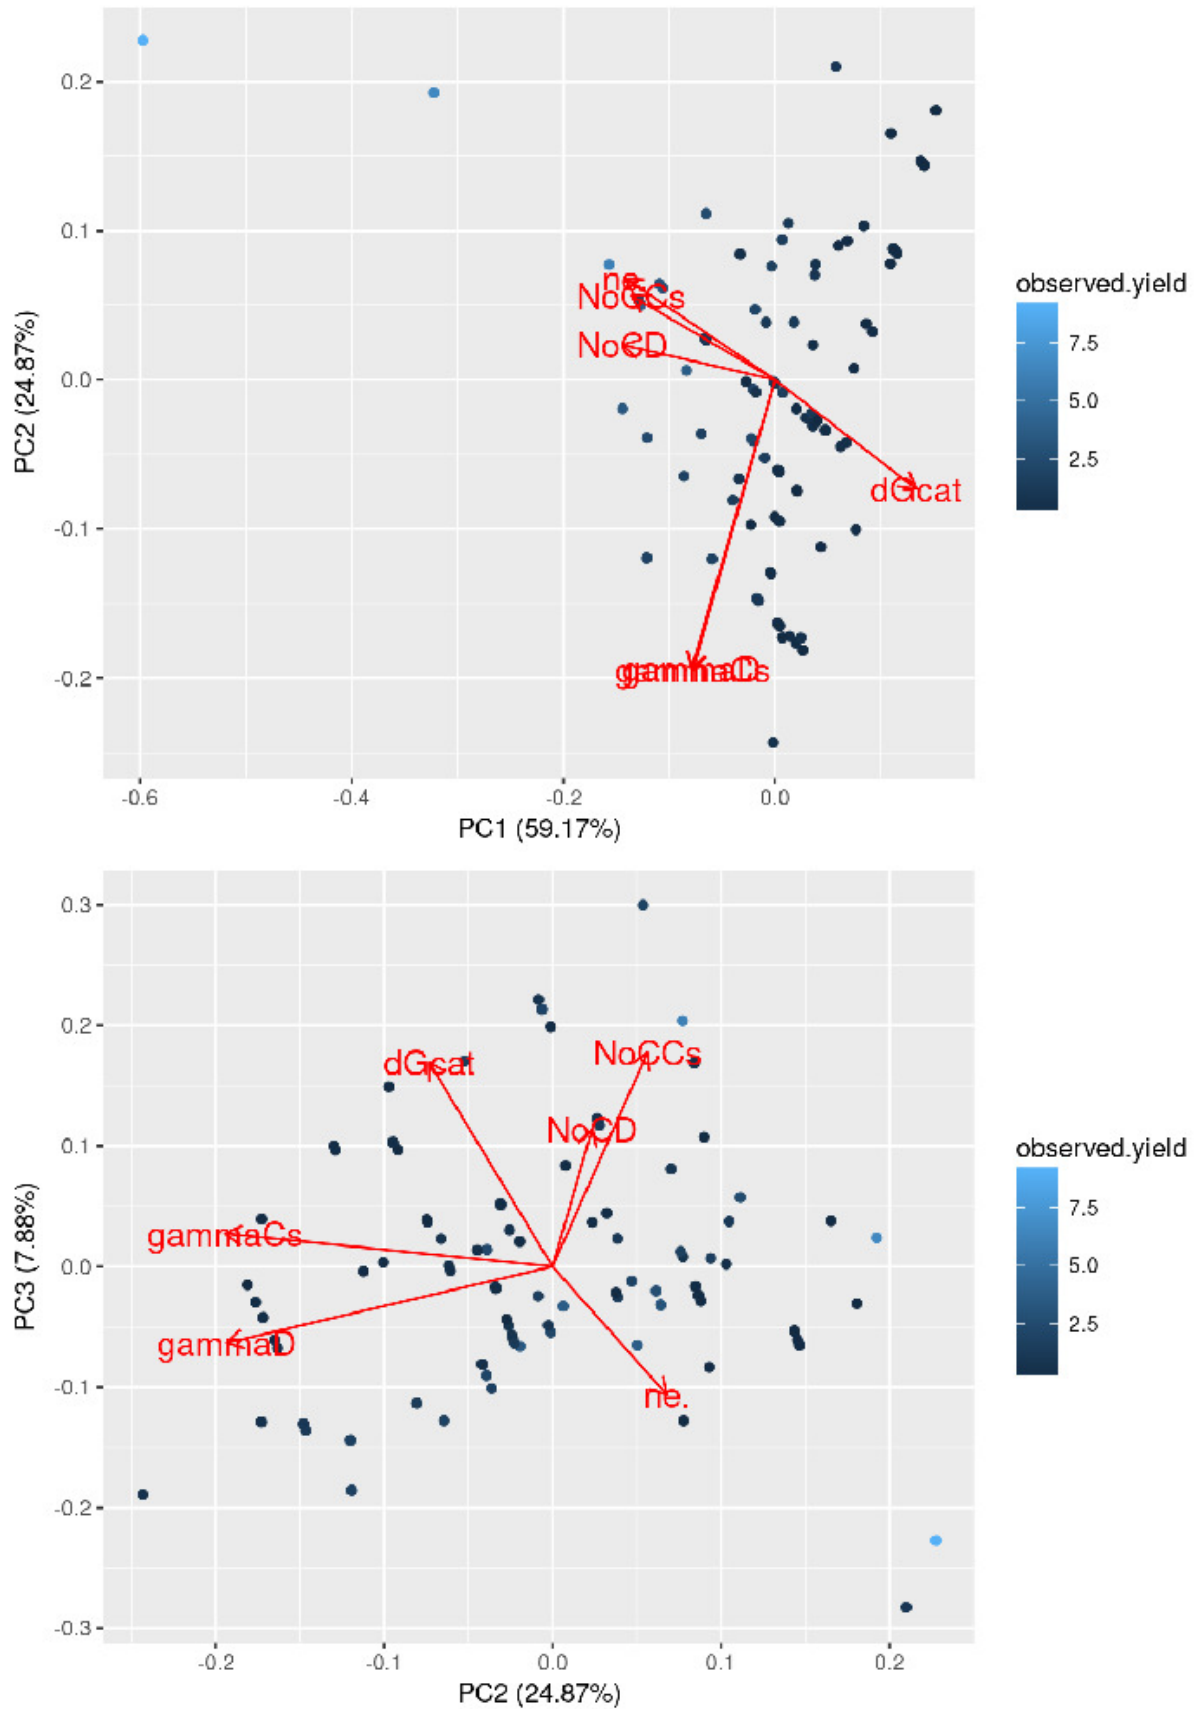 0.2
0.1
0.0
-0.1
-0.2
PC2 (24.87%)
ne.
NoCCs
NoCD
dGcat
gammaD
gammaCs
-0.6
-0.4
-0.2
0.0
PC1 (59.17%)
observed.yield
7.5
5.0
2.5
0.3
0.2
0.1
0.0
-0.1
-0.2
-0.3
PC3 (7.88%)
dGcat
NoCCs
NoCD
gammaCs
gammaD
ne.
-0.2
-0.1
0.0
0.1
0.2
PC2 (24.87%)
observed.yield
7.5
5.0
2.5